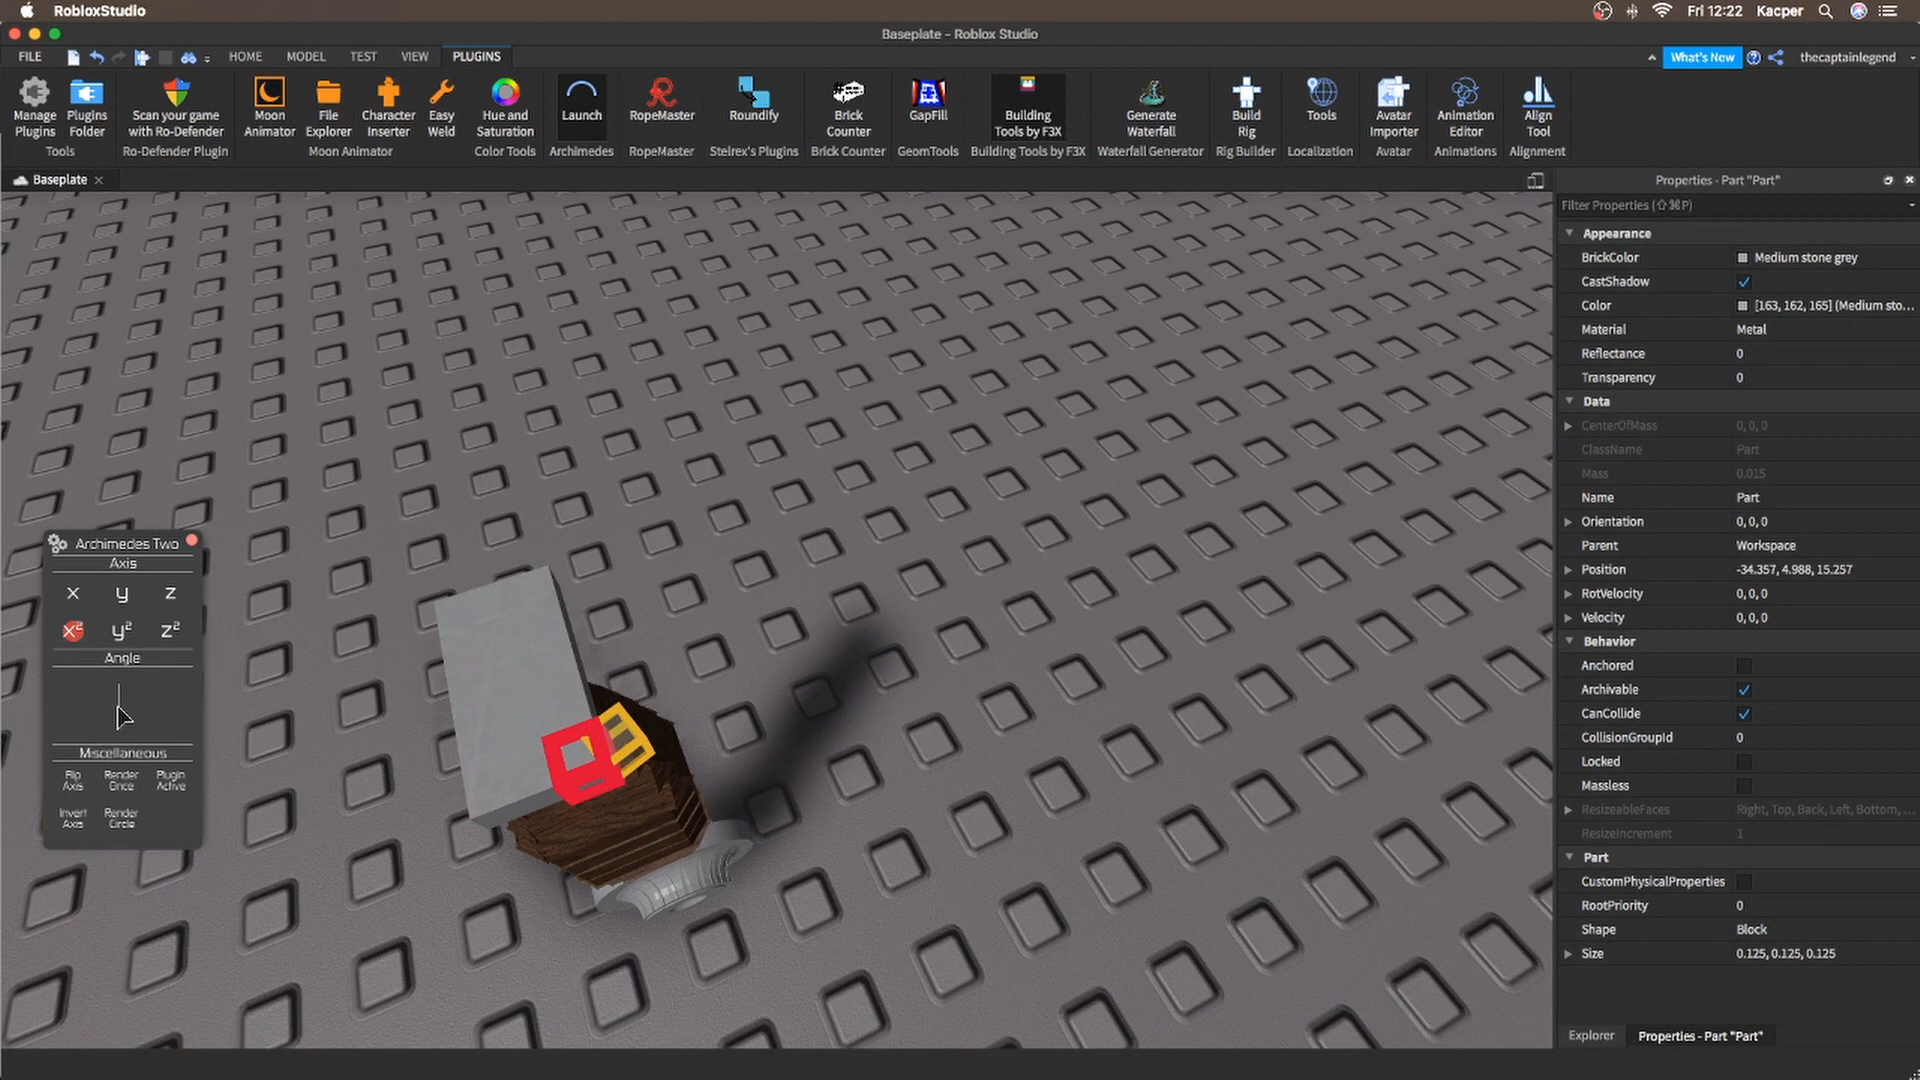 RobloxStudio
Fri 12:22 Kacper
Baseplate - Roblox Studio
FILE HOME MODEL TEST VIEW PLUGINS
What's New thecaptainlegend
Manage Plugins
Plugins Folder
Scan your game with Ro-Defender
Moon Animator
File Explorer
Character Inserter
Easy Weld
Hue and Saturation
Launch
RopeMaster
Roundify
Brick Counter
GapFill
Building Tools by F3X
Generate Waterfall
Build Rig
Tools
Avatar Importer
Animation Editor
Align Tool
Tools Ro-Defender Plugin Moon Animator Color Tools Archimedes RopeMaster Stelrex's Plugins Brick Counter GeomTools Building Tools by F3X Waterfall Generator Rig Builder Localization Avatar Animations Alignment
Baseplate
Properties - Part "Part"
Filter Properties (⇧⌘P)
Appearance
BrickColor Medium stone grey
CastShadow
Color [163, 162, 165] (Medium sto...
Material Metal
Reflectance 0
Transparency 0
Data
CenterOfMass 0, 0, 0
ClassName Part
Mass 0.015
Name Part
Orientation 0, 0, 0
Parent Workspace
Position -34.357, 4.988, 15.257
RotVelocity 0, 0, 0
Velocity 0, 0, 0
Behavior
Anchored
Archivable
CanCollide
CollisionGroupId 0
Locked
Massless
ResizeableFaces Right, Top, Back, Left, Bottom, ...
ResizeIncrement 1
Part
CustomPhysicalProperties
RootPriority 0
Shape Block
Size 0.125, 0.125, 0.125
Explorer Properties - Part "Part"
Archimedes Two
Axis
x y z
x² y² z²
Angle
Miscellaneous
Flip Axis
Render Once
Plugin Active
Invert Axis
Render Circle